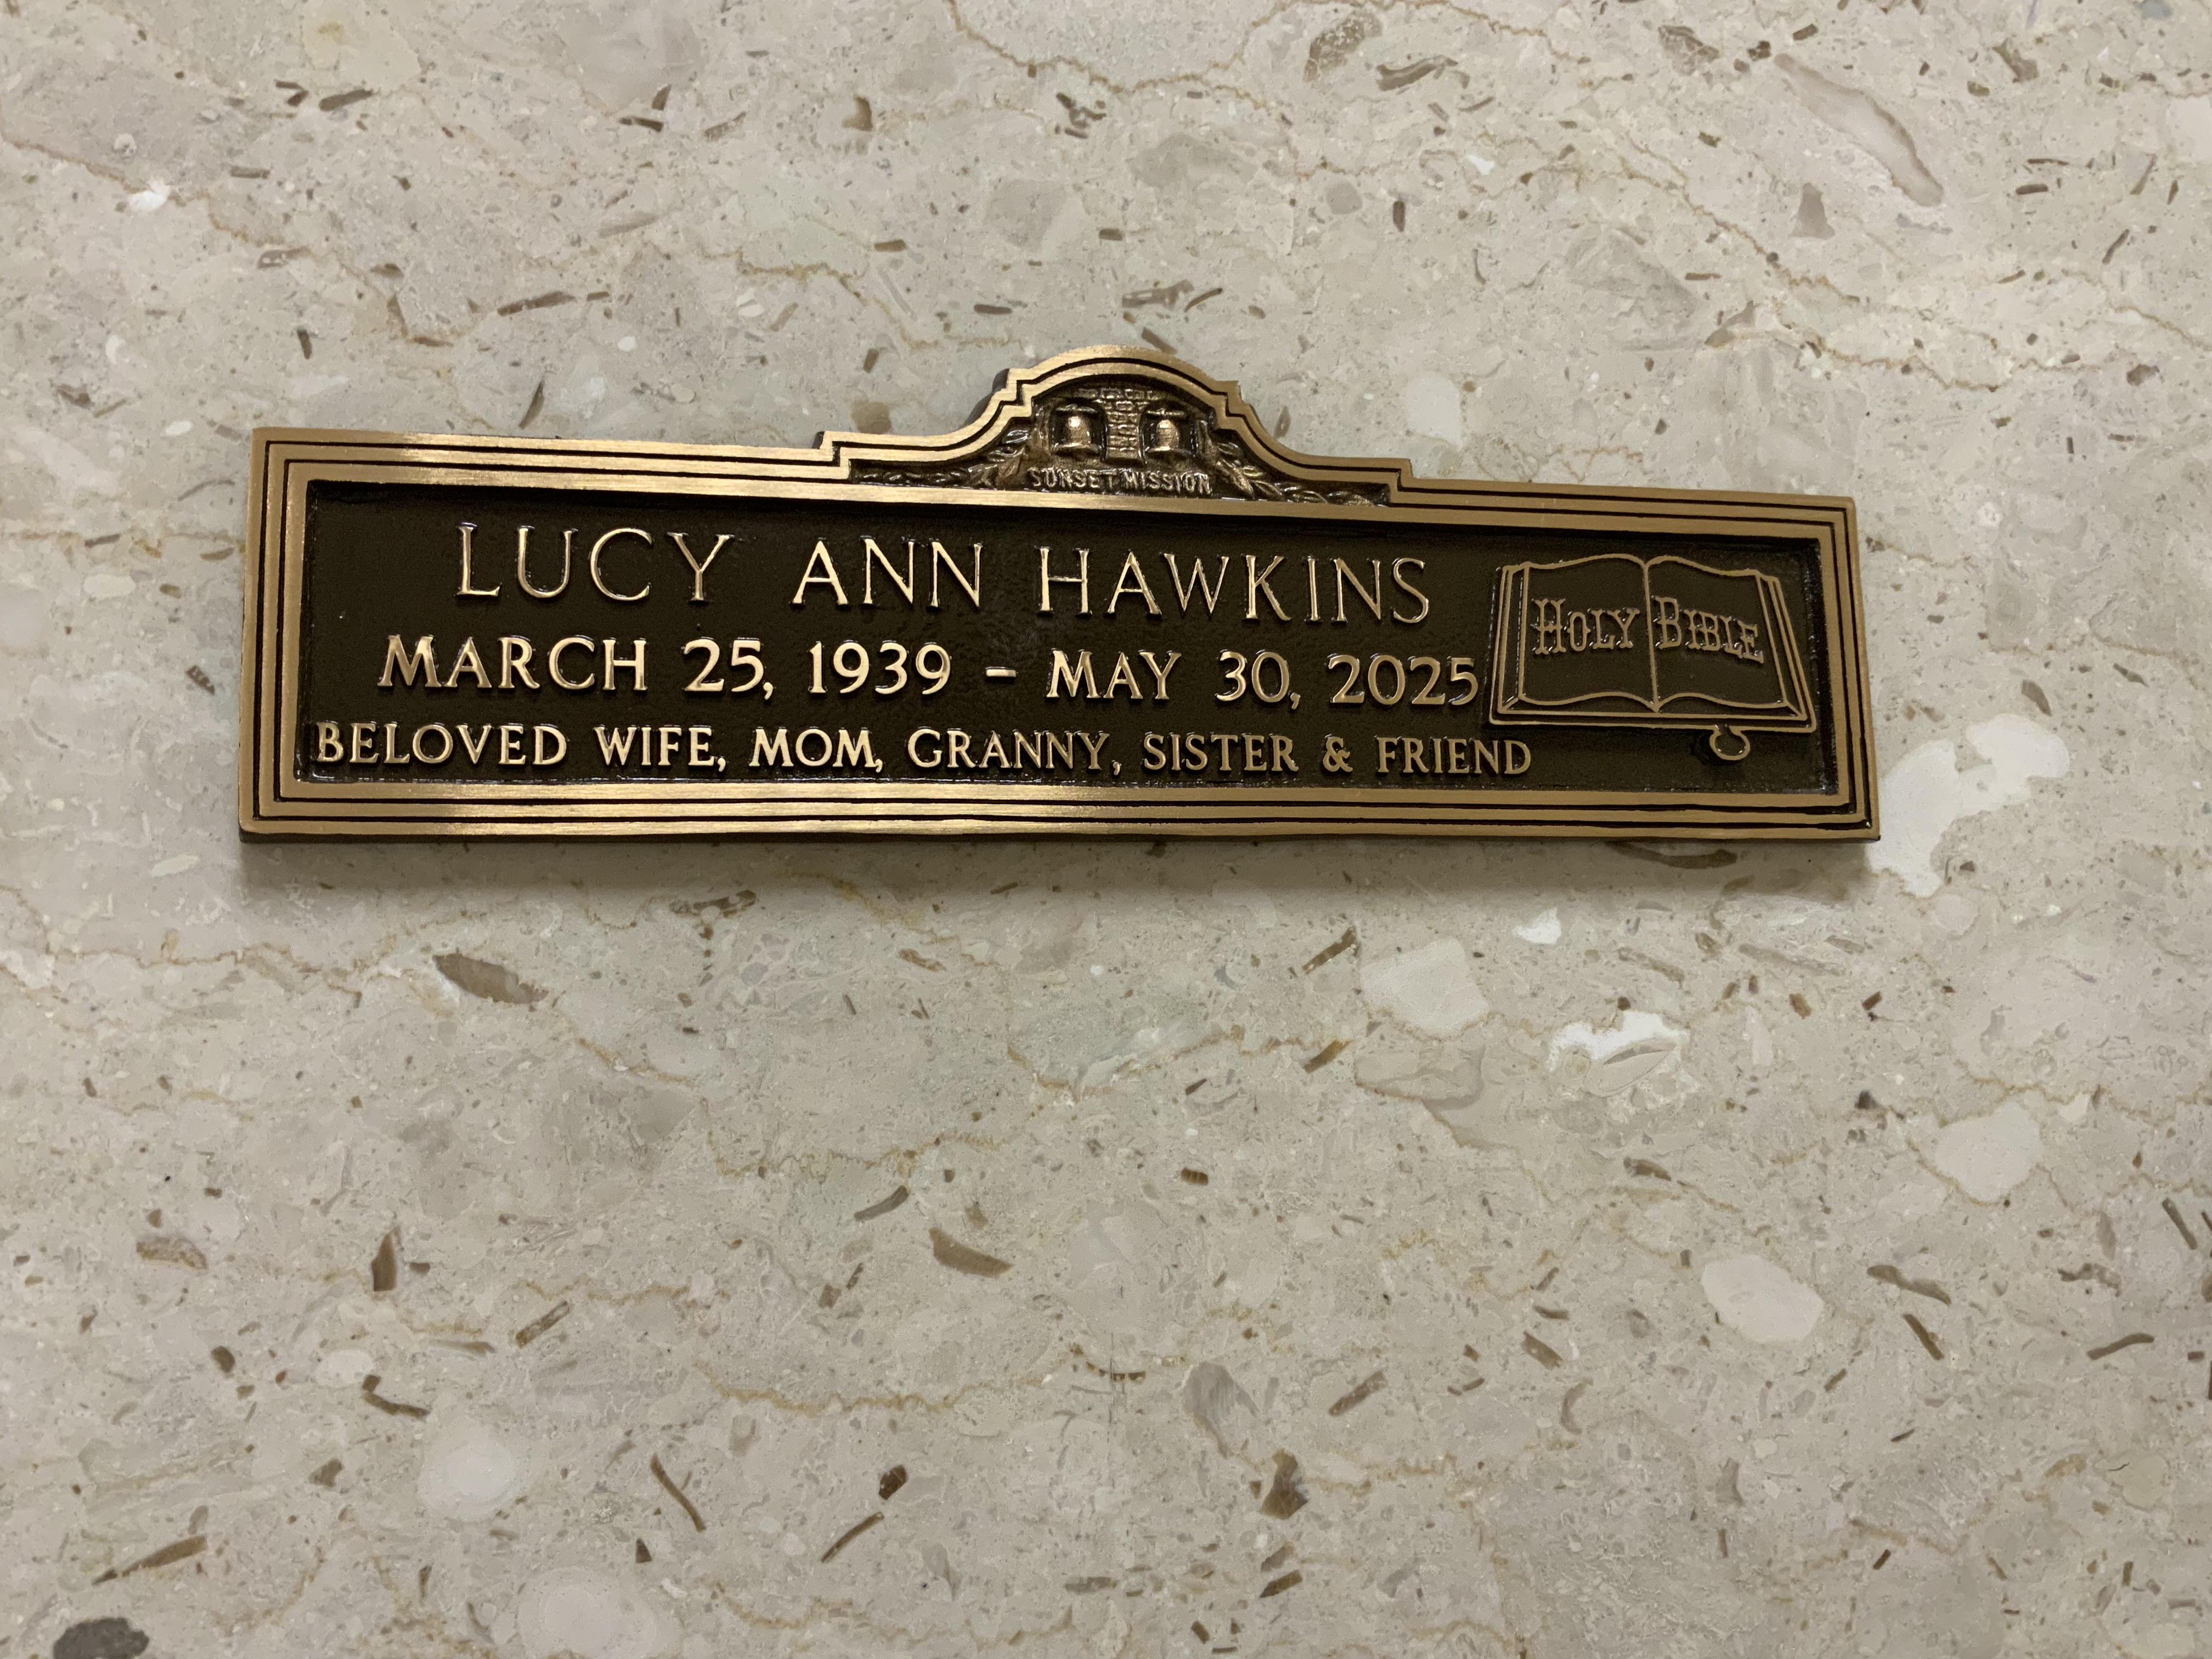 SUNSET MISSION
LUCY ANN HAWKINS
HOLY BIBLE
MARCH 25, 1939 - MAY 30, 2025
BELOVED WIFE, MOM, GRANNY, SISTER & FRIEND